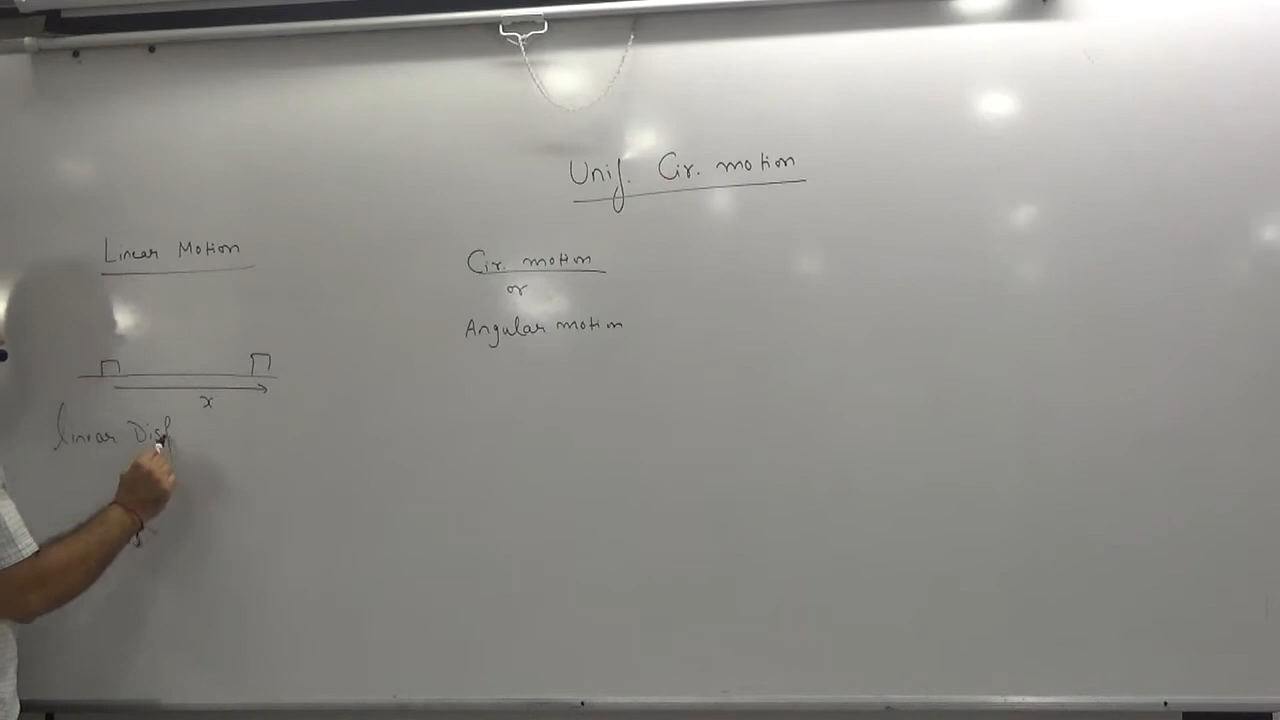 Unif. Cir. motion
Linear Motion
Cir. motion
or
Angular motion
x
linear Disp